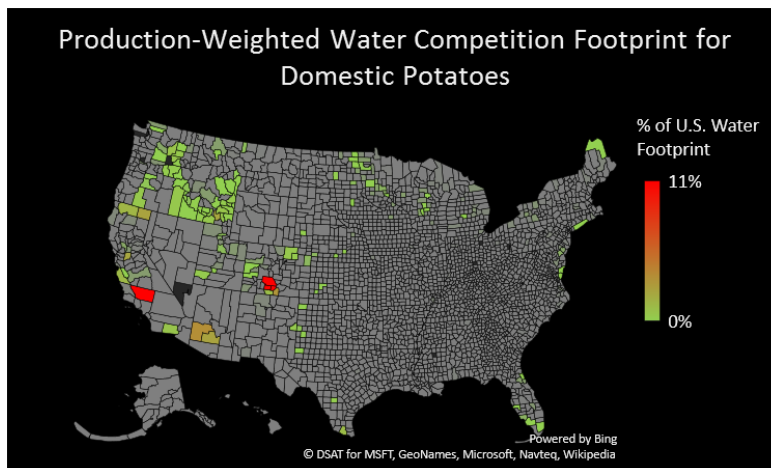 Production-Weighted Water Competition Footprint for
Domestic Potatoes
% of U.S. Water
Footprint
11%
0%
Powered by Bing
© DSAT for MSFT, GeoNames, Microsoft, Navteq, Wikipedia